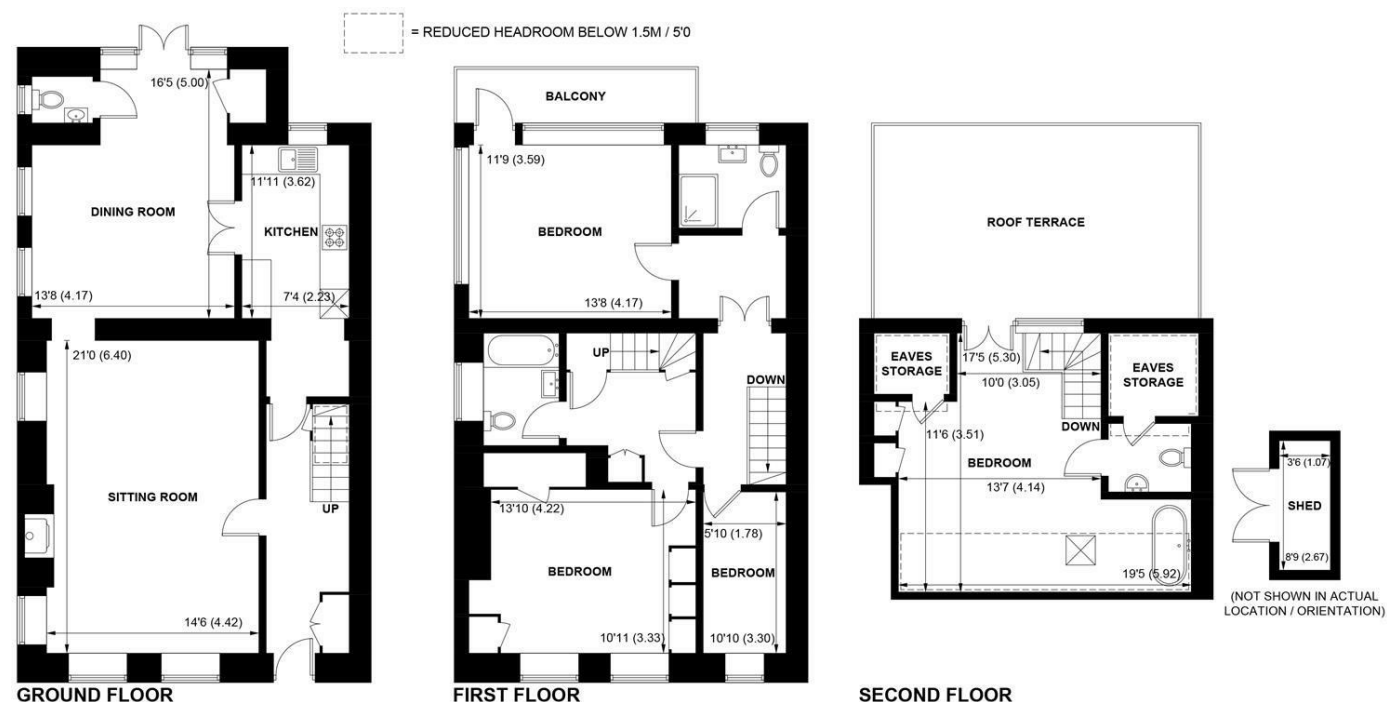 = REDUCED HEADROOM BELOW 1.5M / 5'0
16'5 (5.00)
11'11 (3.62)
DINING ROOM
KITCHEN
13'8 (4.17)
7'4 (2.23)
21'0 (6.40)
SITTING ROOM
UP
14'6 (4.42)
GROUND FLOOR
BALCONY
11'9 (3.59)
BEDROOM
13'8 (4.17)
UP
DOWN
13'10 (4.22)
5'10 (1.78)
BEDROOM
BEDROOM
10'11 (3.33)
10'10 (3.30)
FIRST FLOOR
ROOF TERRACE
EAVES
STORAGE
17'5 (5.30)
10'0 (3.05)
EAVES
STORAGE
11'6 (3.51)
DOWN
BEDROOM
13'7 (4.14)
19'5 (5.92)
SECOND FLOOR
3'6 (1.07)
SHED
8'9 (2.67)
(NOT SHOWN IN ACTUAL
LOCATION / ORIENTATION)